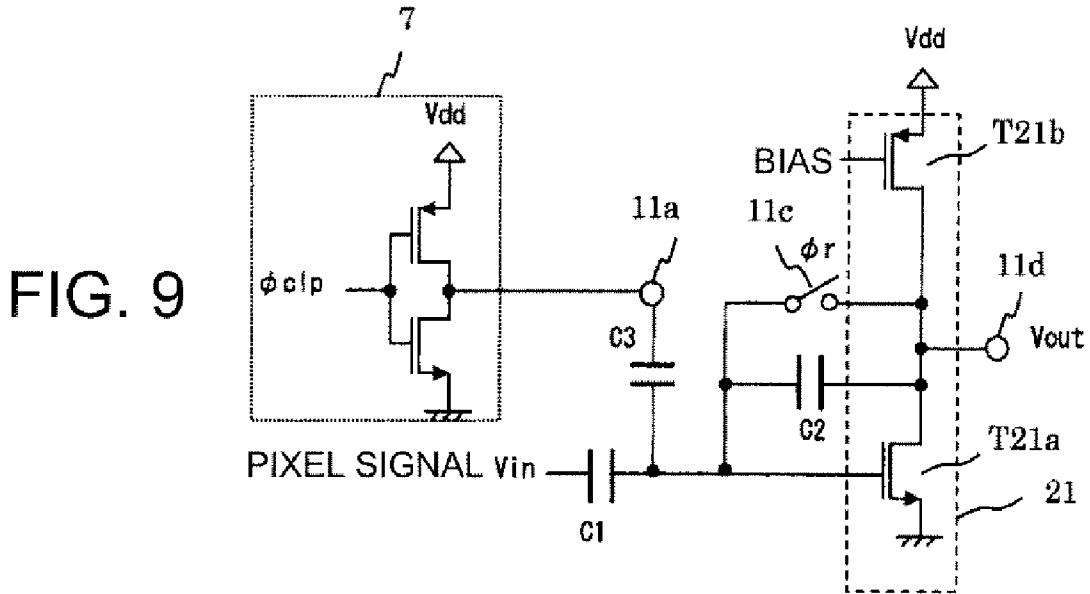 7
Vdd
Vdd
T21b
BIAS
11a
11c
φr
11d
φclp
FIG. 9
C3
Vout
C2
T21a
PIXEL SIGNAL Vin
21
C1